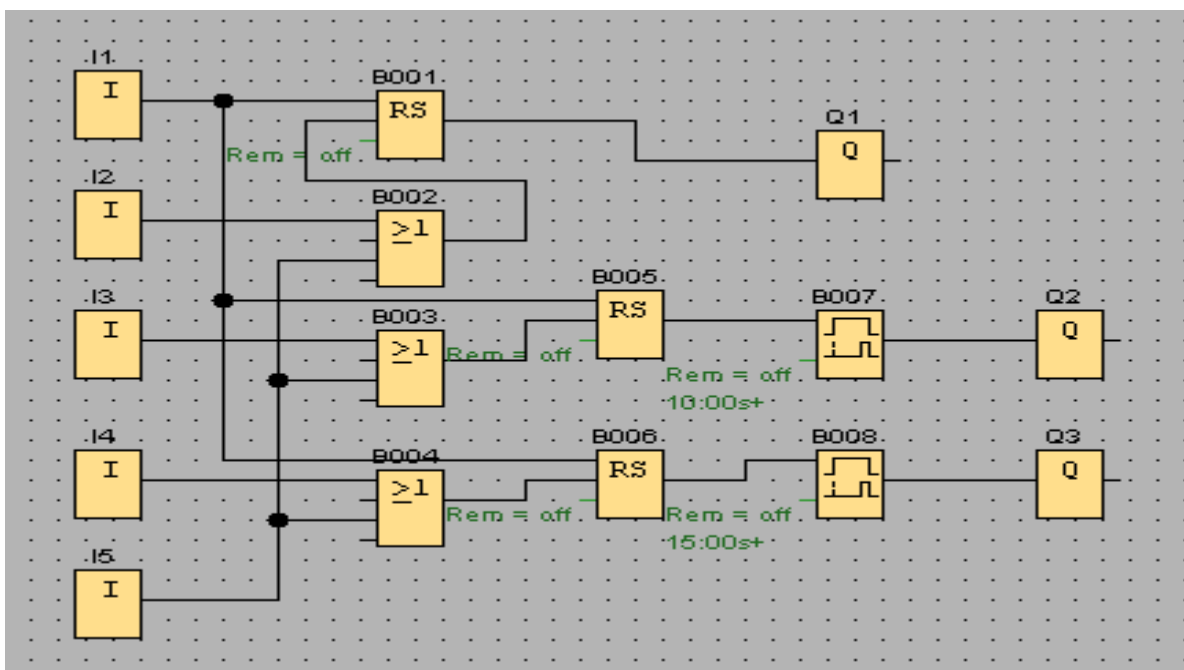 I1
I
B001
RS
Rem = off
Q1
Q
I2
I
B002
≥1
I3
I
B003
≥1
B005
RS
Rem = off
B007
Rem = off
10:00s+
Q2
Q
I4
I
B004
≥1
B006
RS
Rem = off
B008
Rem = off
15:00s+
Q3
Q
I5
I